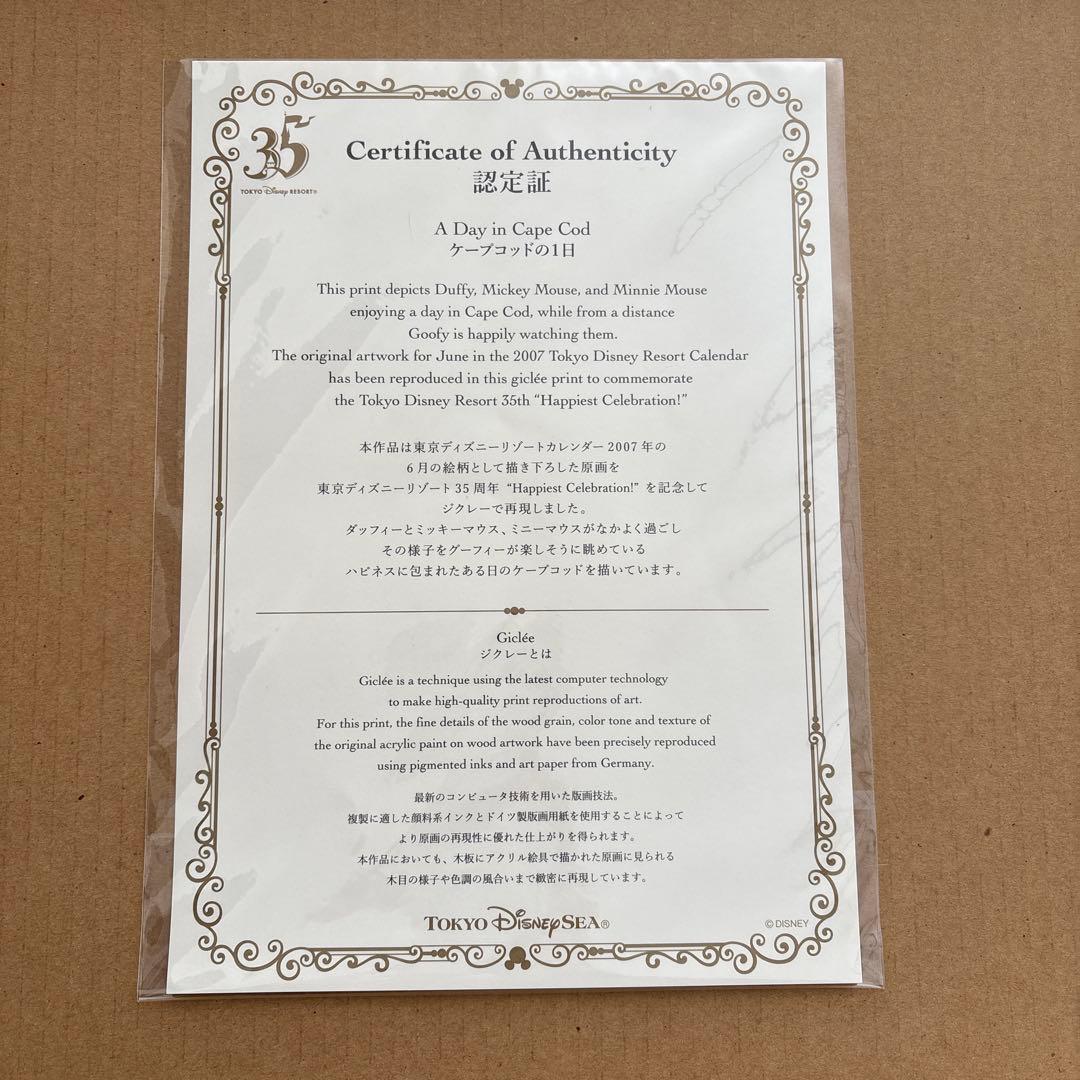 35
TOKYO Disney RESORT®
Certificate of Authenticity
認定証
A Day in Cape Cod
ケープコッドの1日
This print depicts Duffy, Mickey Mouse, and Minnie Mouse
enjoying a day in Cape Cod, while from a distance
Goofy is happily watching them.
The original artwork for June in the 2007 Tokyo Disney Resort Calendar
has been reproduced in this giclée print to commemorate
the Tokyo Disney Resort 35th “Happiest Celebration!”
本作品は東京ディズニーリゾートカレンダー2007年の
6月の絵柄として描き下ろした原画を
東京ディズニーリゾート35周年 “Happiest Celebration!” を記念して
ジクレーで再現しました。
ダッフィーとミッキーマウス、ミニーマウスがなかよく過ごし
その様子をグーフィーが楽しそうに眺めている
ハピネスに包まれたある日のケープコッドを描いています。
Giclée
ジクレーとは
Giclée is a technique using the latest computer technology
to make high-quality print reproductions of art.
For this print, the fine details of the wood grain, color tone and texture of
the original acrylic paint on wood artwork have been precisely reproduced
using pigmented inks and art paper from Germany.
最新のコンピュータ技術を用いた版画技法。
複製に適した顔料系インクとドイツ製版画用紙を使用することによって
より原画の再現性に優れた仕上がりを得られます。
本作品においても、木板にアクリル絵具で描かれた原画に見られる
木目の様子や色調の風合いまで緻密に再現しています。
TOKYO DISNEYSEA®
© DISNEY